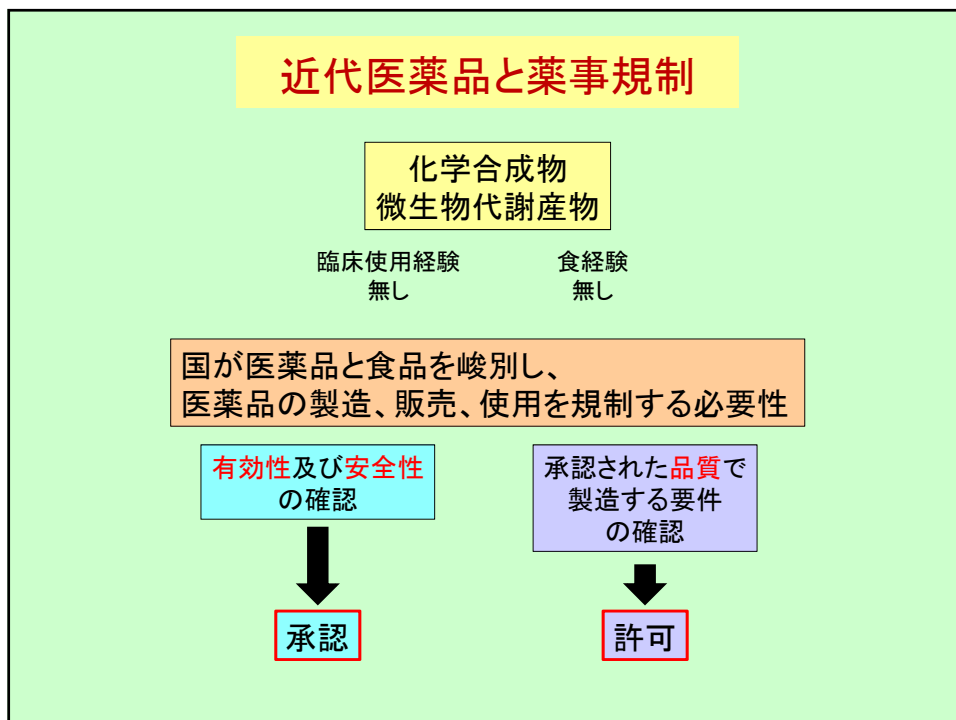 近代医薬品と薬事規制
化学合成物
微生物代謝産物
臨床使用経験
無し
食経験
無し
国が医薬品と食品を峻別し、
医薬品の製造、販売、使用を規制する必要性
有効性及び安全性
の確認
承認された品質で
製造する要件
の確認
承認
許可